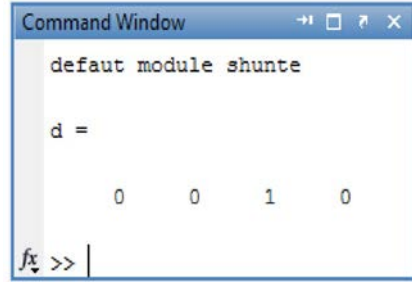 Command Window
defaut module shunte
d =
0 0 1 0
fx >>